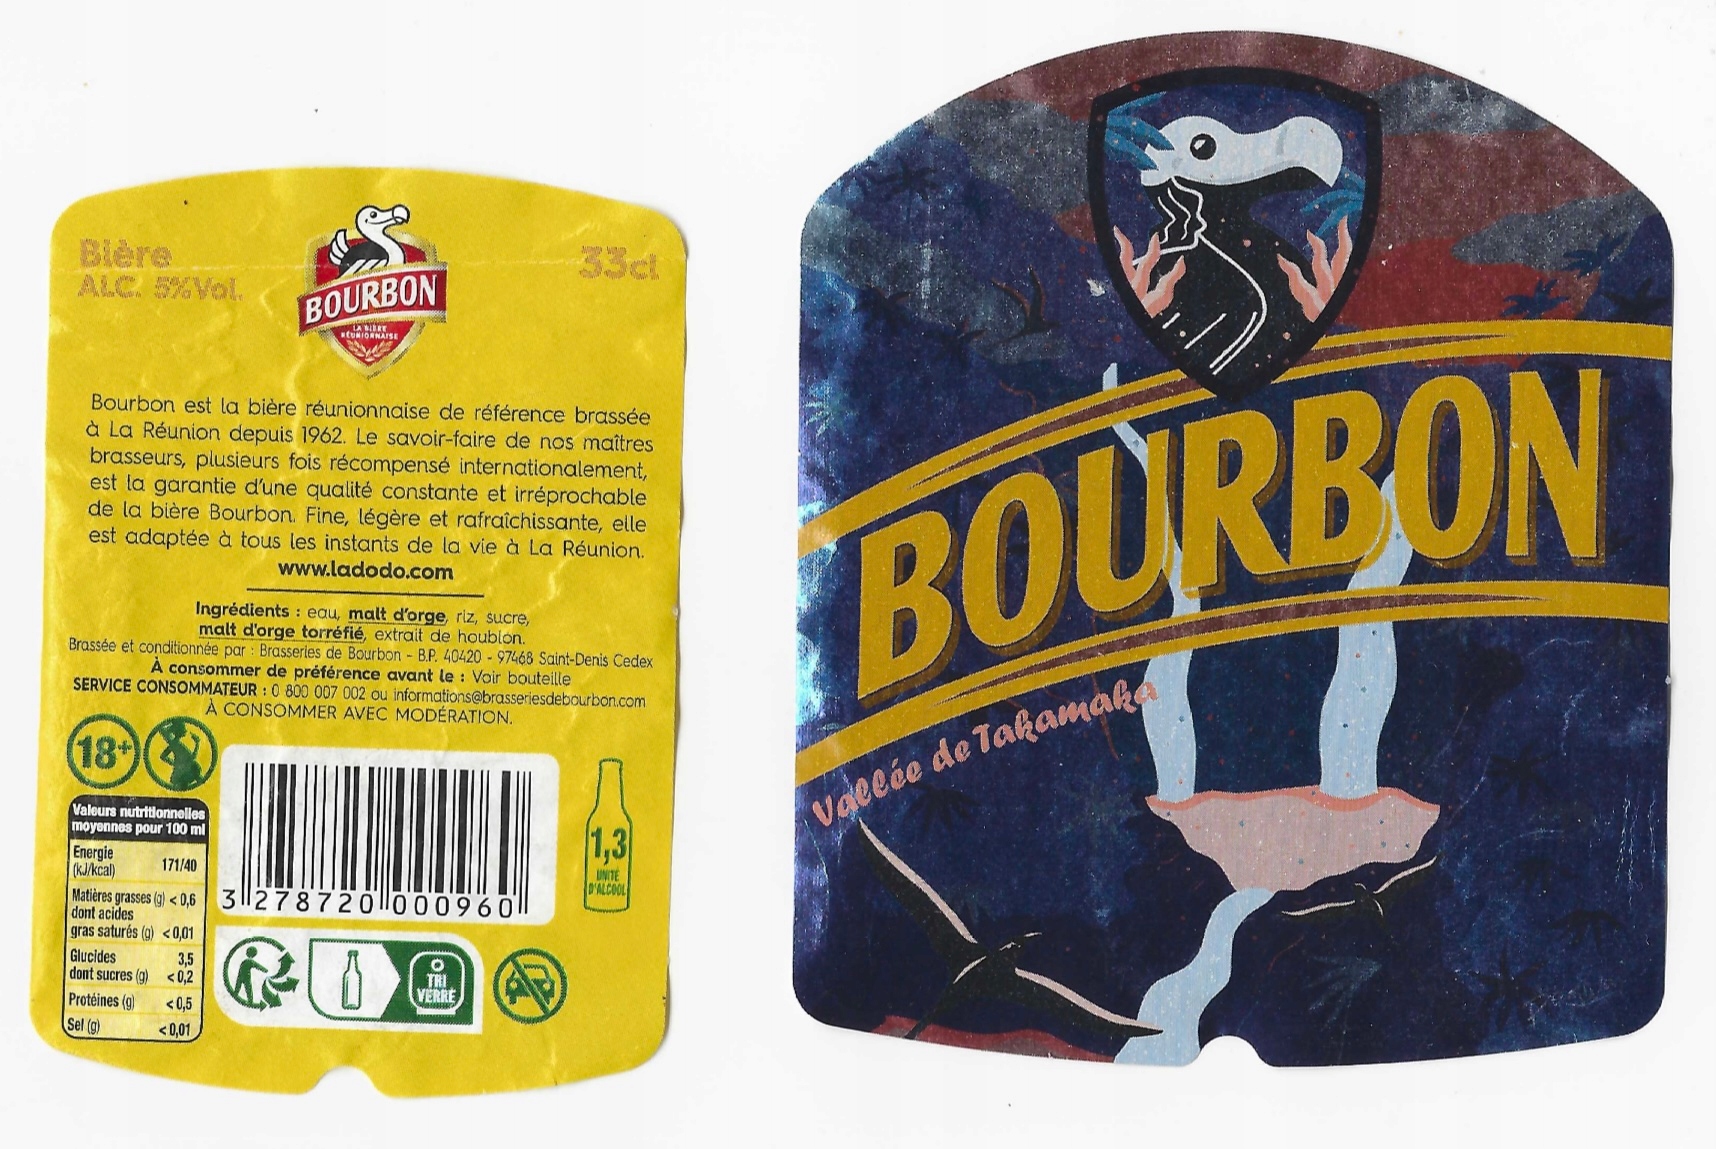 Bière
ALC. 5%Vol.
33cl
BOURBON
LA BIÈRE
RÉUNIONNAISE
Bourbon est la bière réunionnaise de référence brassée
à La Réunion depuis 1962. Le savoir-faire de nos maîtres
brasseurs, plusieurs fois récompensé internationalement,
est la garantie d'une qualité constante et irréprochable
de la bière Bourbon. Fine, légère et rafraîchissante, elle
est adaptée à tous les instants de la vie à La Réunion.
www.ladodo.com
Ingrédients : eau, malt d'orge, riz, sucre,
malt d'orge torréfié, extrait de houblon.
Brassée et conditionnée par : Brasseries de Bourbon - B.P. 40420 - 97468 Saint-Denis Cedex
À consommer de préférence avant le : Voir bouteille
SERVICE CONSOMMATEUR : 0 800 007 002 ou informations@brasseriesdebourbon.com
À CONSOMMER AVEC MODÉRATION.
18+
Valeurs nutritionnelles
moyennes pour 100 ml
Energie
(kJ/kcal) 171/40
Matières grasses (g) < 0,6
dont acides
gras saturés (g) < 0,01
Glucides 3,5
dont sucres (g) < 0,2
Protéines (g) < 0,5
Sel (g) < 0,01
3 278720 000960
1,3
UNITÉ
D'ALCOOL
TRI
VERRE
BOURBON
Vallée de Takamaka